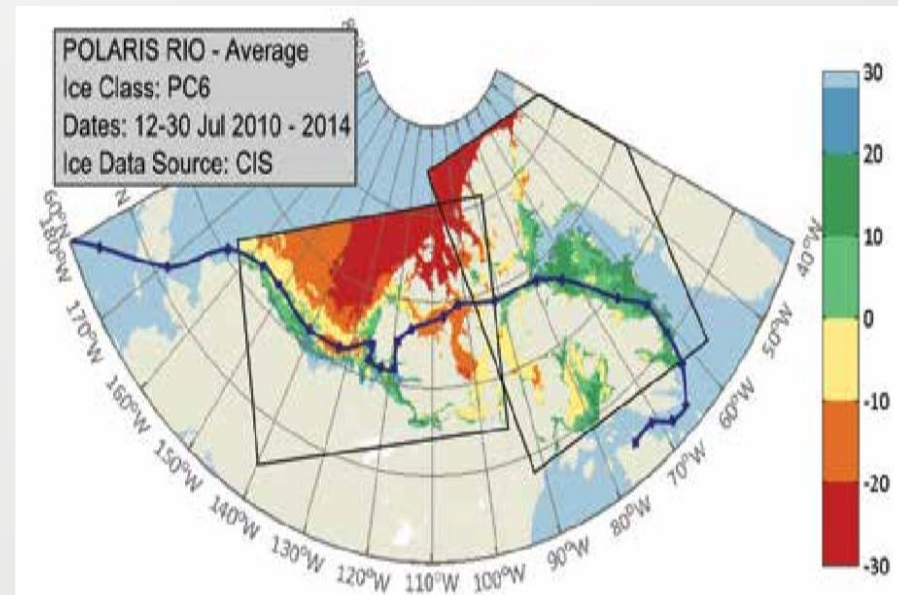 POLARIS RIO - Average
Ice Class: PC6
Dates: 12-30 Jul 2010 - 2014
Ice Data Source: CIS
N
60°N
180°W
170°W
160°W
150°W
140°W
130°W
120°W
110°W
100°W
90°W
80°W
70°W
60°W
50°W
40°W
30
20
10
0
-10
-20
-30